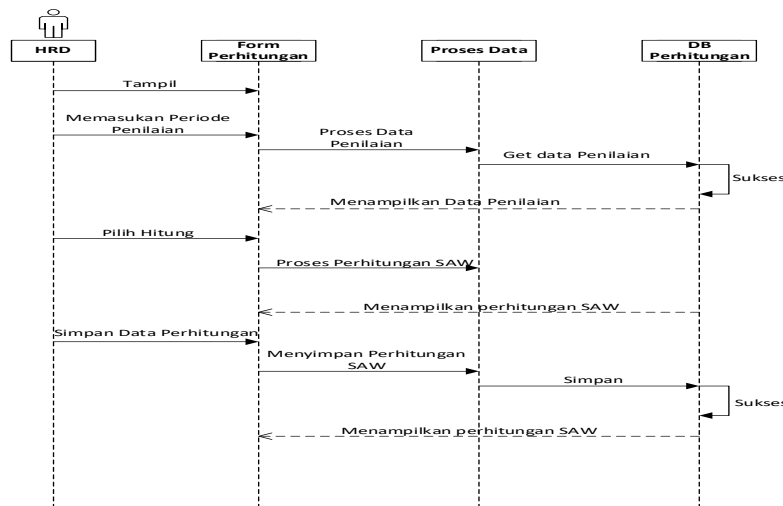 HRD
Form
Perhitungan
Proses Data
DB
Perhitungan
Tampil
Memasukan Periode
Penilaian
Proses Data
Penilaian
Get data Penilaian
Sukses
Menampilkan Data Penilaian
Pilih Hitung
Proses Perhitungan SAW
Menampilkan perhitungan SAW
Simpan Data Perhitungan
Menyimpan Perhitungan
SAW
Simpan
Sukses
Menampilkan perhitungan SAW